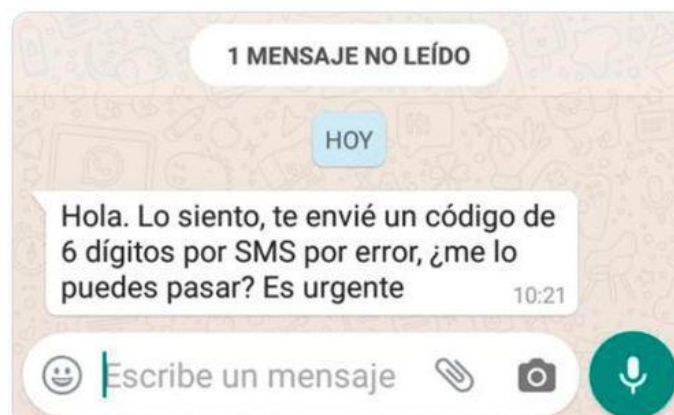 1 MENSAJE NO LEÍDO
HOY
Hola. Lo siento, te envié un código de
6 dígitos por SMS por error, ¿me lo
puedes pasar? Es urgente
10:21
Escribe un mensaje